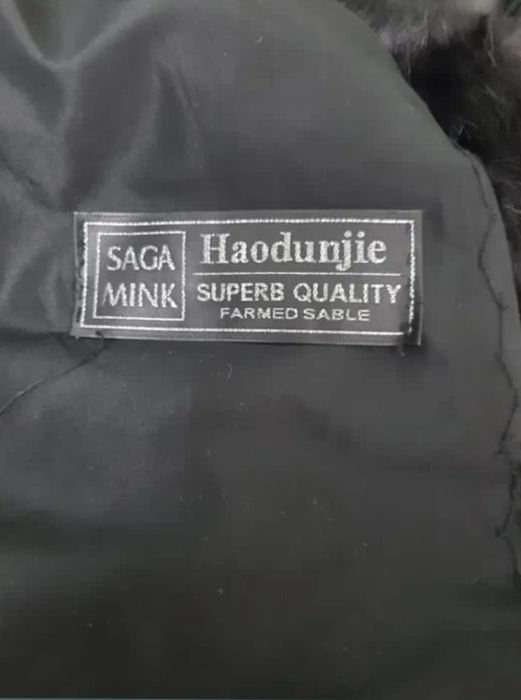 SAGA
MINK
Haodunjie
SUPERB QUALITY
FARMED SABLE